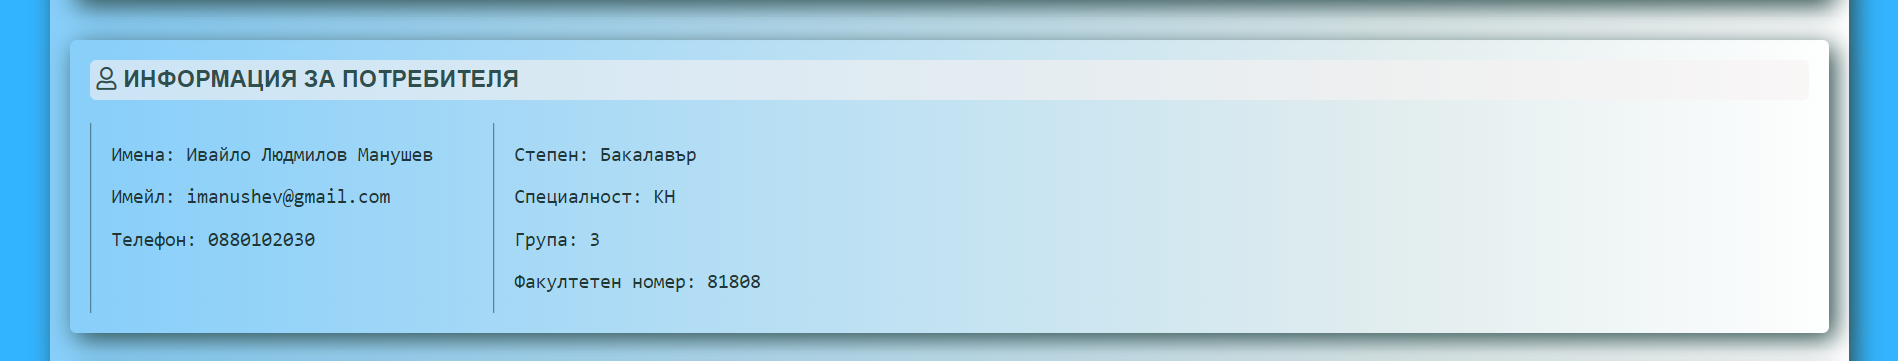 ИНФОРМАЦИЯ ЗА ПОТРЕБИТЕЛЯ
Имена: Ивайло Людмилов Манушев
Имейл: imanushev@gmail.com
Телефон: 0880102030
Степен: Бакалавър
Специалност: КН
Група: 3
Факултетен номер: 81808